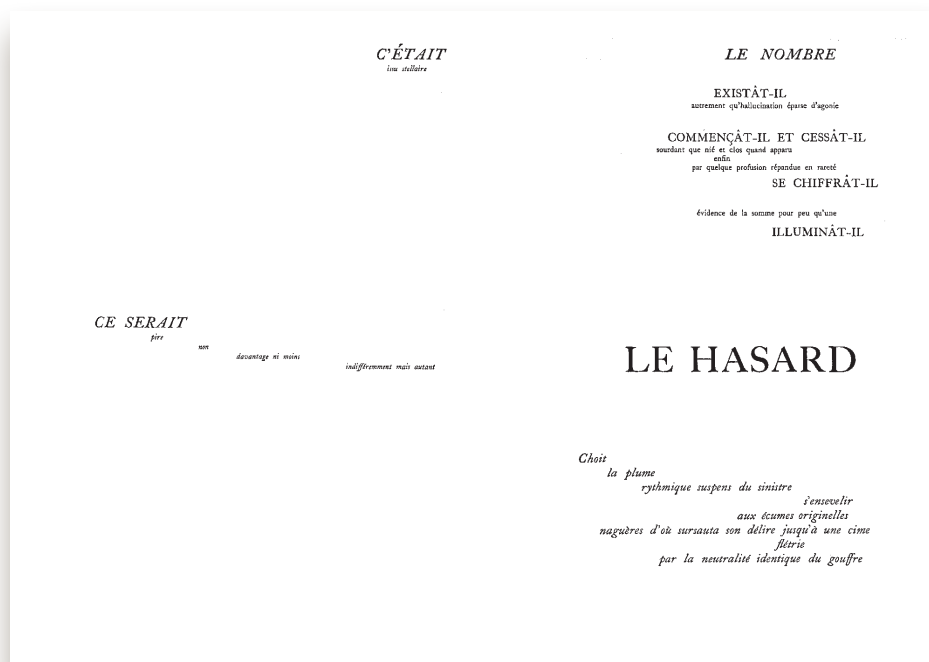 C'ÉTAIT
issu stellaire
CE SERAIT
pire
non
davantage ni moins
indifféremment mais autant
LE NOMBRE
EXISTÂT-IL
autrement qu'hallucination éparse d'agonie
COMMENÇÂT-IL ET CESSÂT-IL
sourdant que nié et clos quand apparu
enfin
par quelque profusion répandue en rareté
SE CHIFFRÂT-IL
évidence de la somme pour peu qu'une
ILLUMINÂT-IL
LE HASARD
Choit
la plume
rythmique suspens du sinistre
s'ensevelir
aux écumes originelles
naguères d'où sursauta son délire jusqu'à une cime
flétrie
par la neutralité identique du gouffre